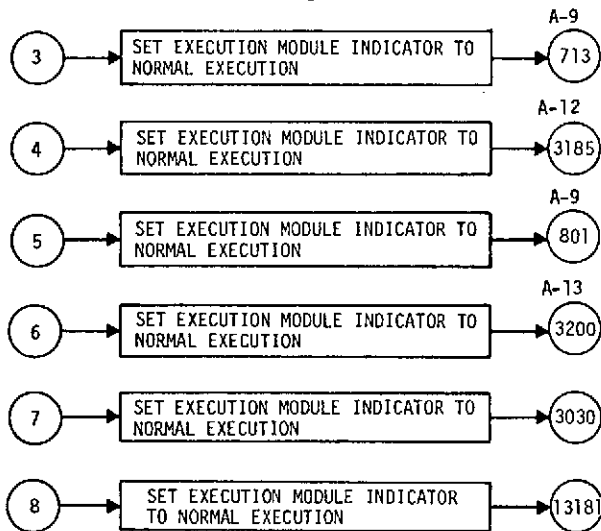 A-9
3
SET EXECUTION MODULE INDICATOR TO
NORMAL EXECUTION
713
A-12
4
SET EXECUTION MODULE INDICATOR TO
NORMAL EXECUTION
3185
A-9
5
SET EXECUTION MODULE INDICATOR TO
NORMAL EXECUTION
801
A-13
6
SET EXECUTION MODULE INDICATOR TO
NORMAL EXECUTION
3200
7
SET EXECUTION MODULE INDICATOR TO
NORMAL EXECUTION
3030
8
SET EXECUTION MODULE INDICATOR
TO NORMAL EXECUTION
13181